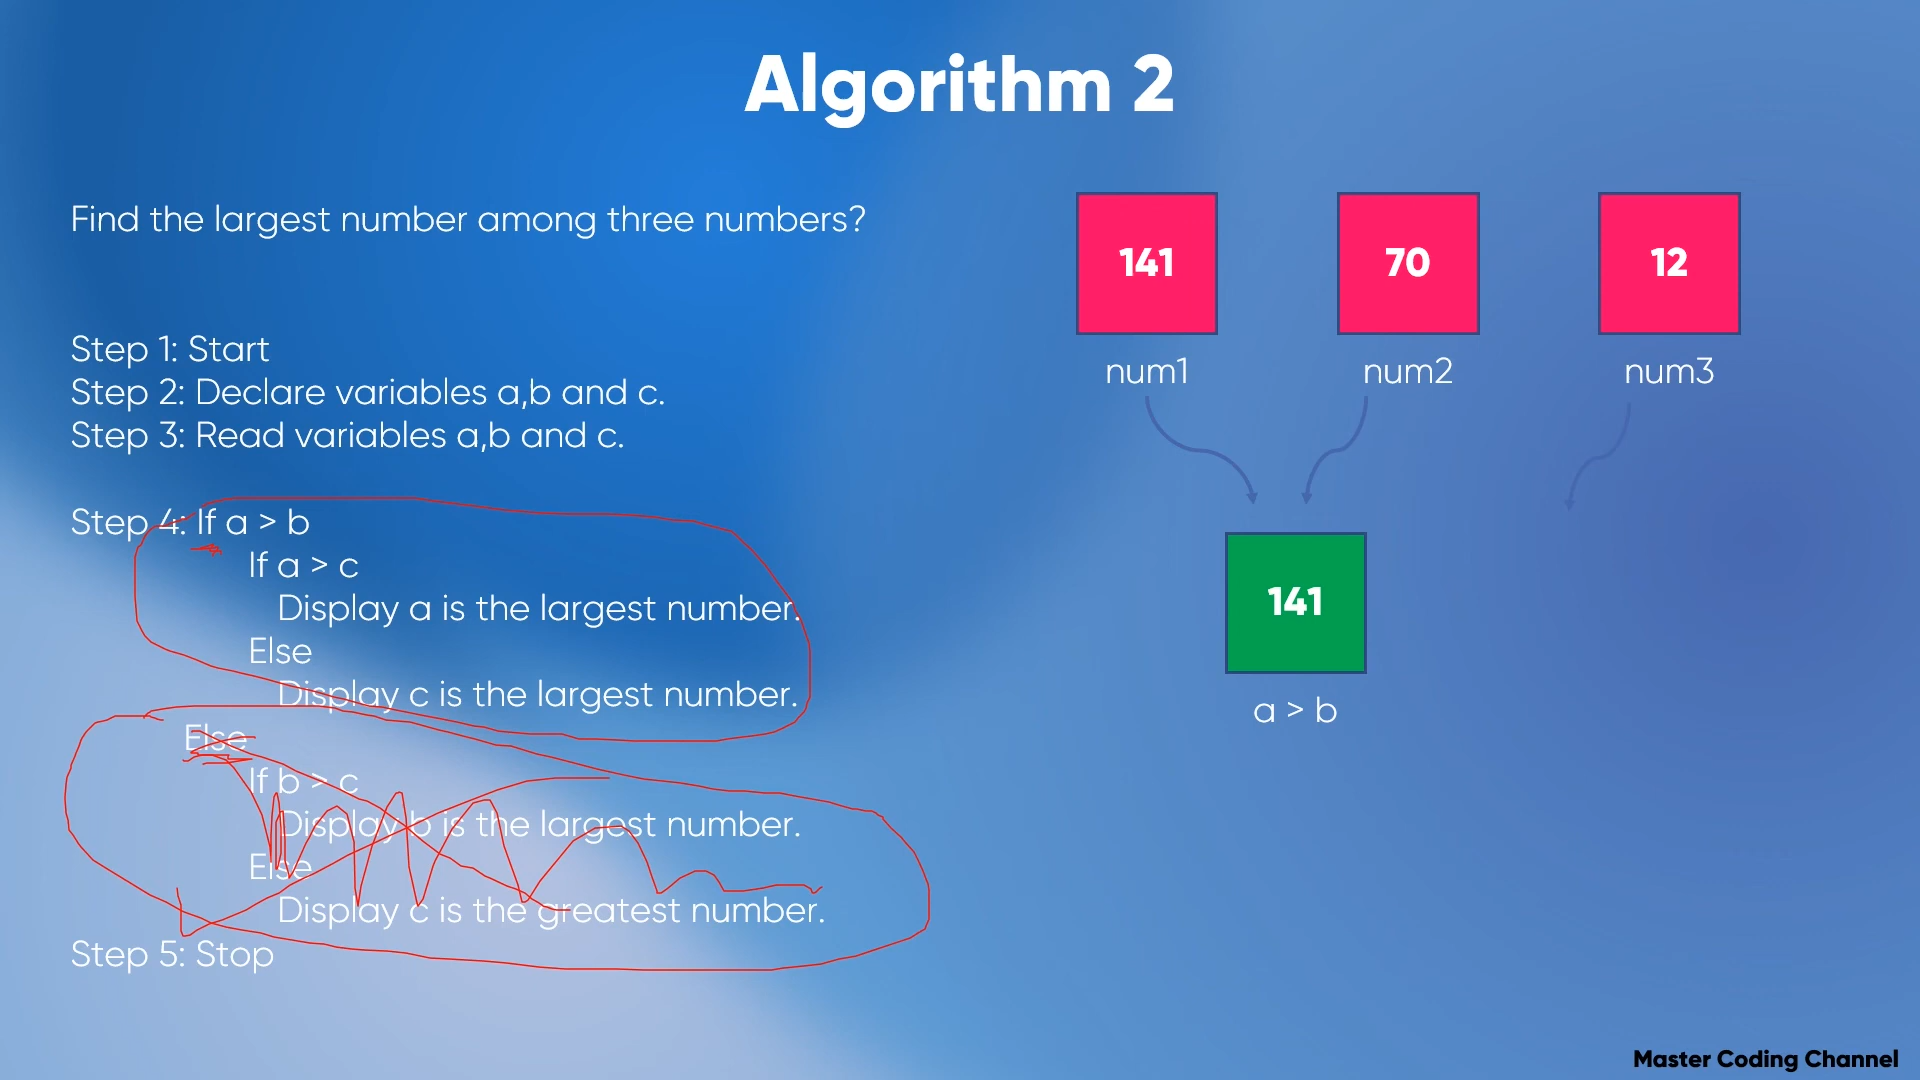 Algorithm 2
Find the largest number among three numbers?
Step 1: Start
Step 2: Declare variables a,b and c.
Step 3: Read variables a,b and c.
Step 4: If a > b
If a > c
Display a is the largest number.
Else
Display c is the largest number.
Else
If b > c
Display b is the largest number.
Else
Display c is the greatest number.
Step 5: Stop
141 70 12
num1 num2 num3
141
a > b
Master Coding Channel